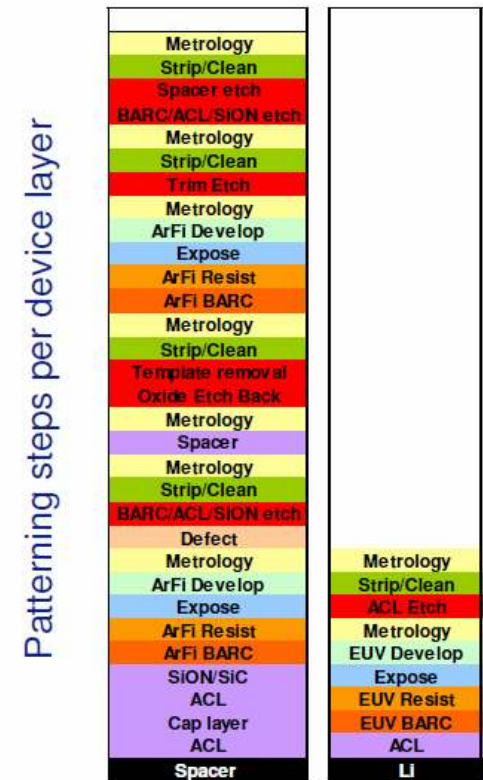 Patterning steps per device layer
Metrology
Strip/Clean
Spacer etch
BARC/ACL/SiON etch
Metrology
Strip/Clean
Trim Etch
Metrology
ArFi Develop
Expose
ArFi Resist
ArFi BARC
Metrology
Strip/Clean
Template removal
Oxide Etch Back
Metrology
Spacer
Metrology
Strip/Clean
BARC/ACL/SiON etch
Defect
Metrology
ArFi Develop
Expose
ArFi Resist
ArFi BARC
SiON/SiC
ACL
Cap layer
ACL
Spacer
Metrology
Strip/Clean
ACL Etch
Metrology
EUV Develop
Expose
EUV Resist
EUV BARC
ACL
Li